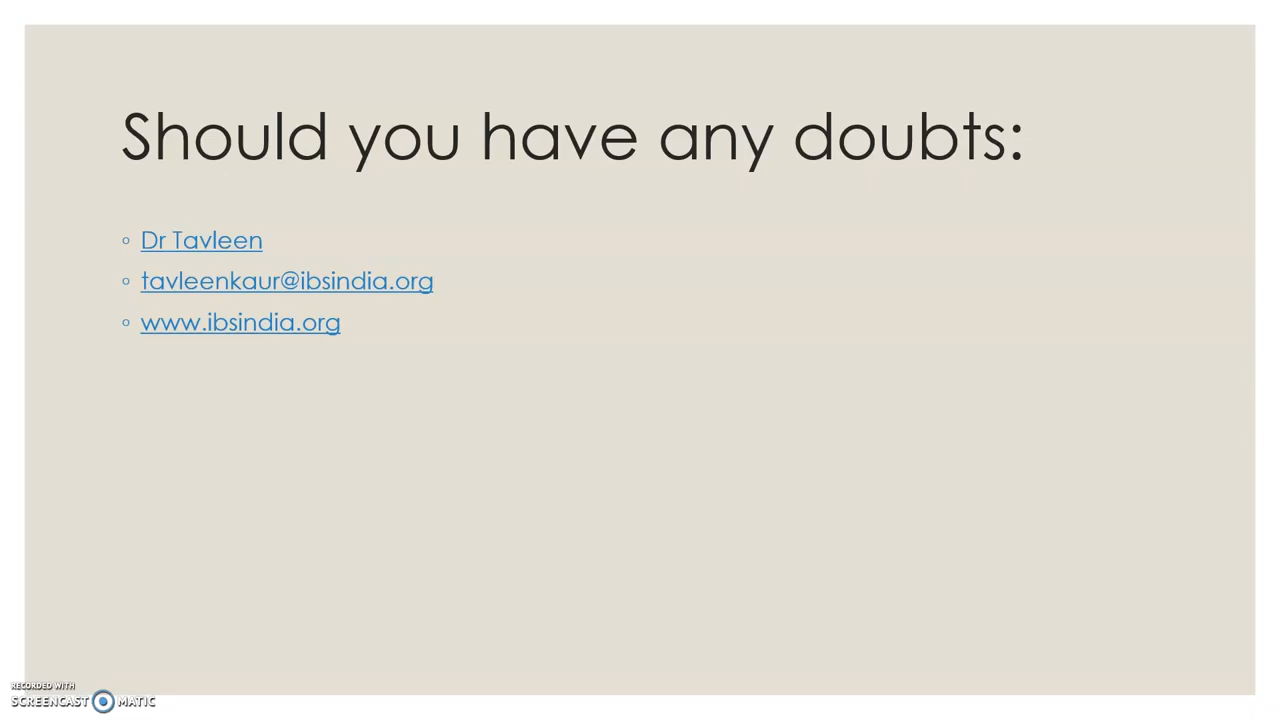 Should you have any doubts:
◦ Dr Tavleen
◦ tavleenkaur@ibsindia.org
◦ www.ibsindia.org
RECORDED WITH
SCREENCAST MATIC